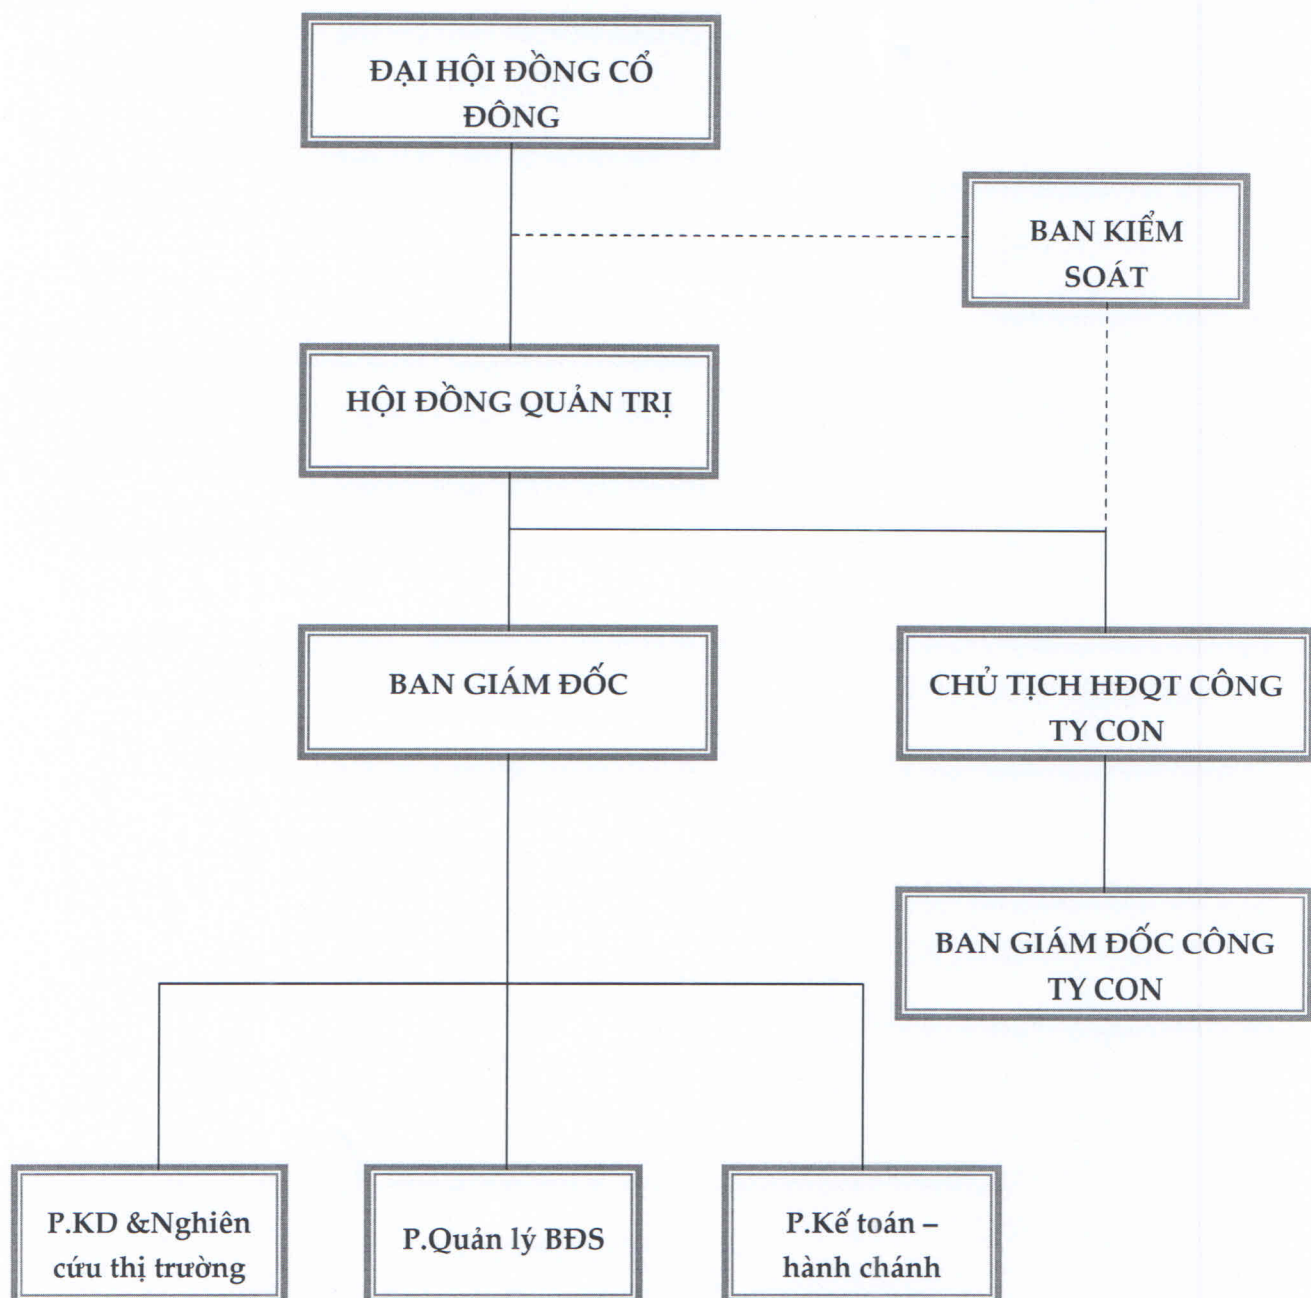 ĐẠI HỘI ĐỒNG CỔ
ĐÔNG
BAN KIỂM
SOÁT
HỘI ĐỒNG QUẢN TRỊ
BAN GIÁM ĐỐC
CHỦ TỊCH HĐQT CÔNG
TY CON
BAN GIÁM ĐỐC CÔNG
TY CON
P.KD &Nghiên
cứu thị trường
P.Quản lý BĐS
P.Kế toán –
hành chánh